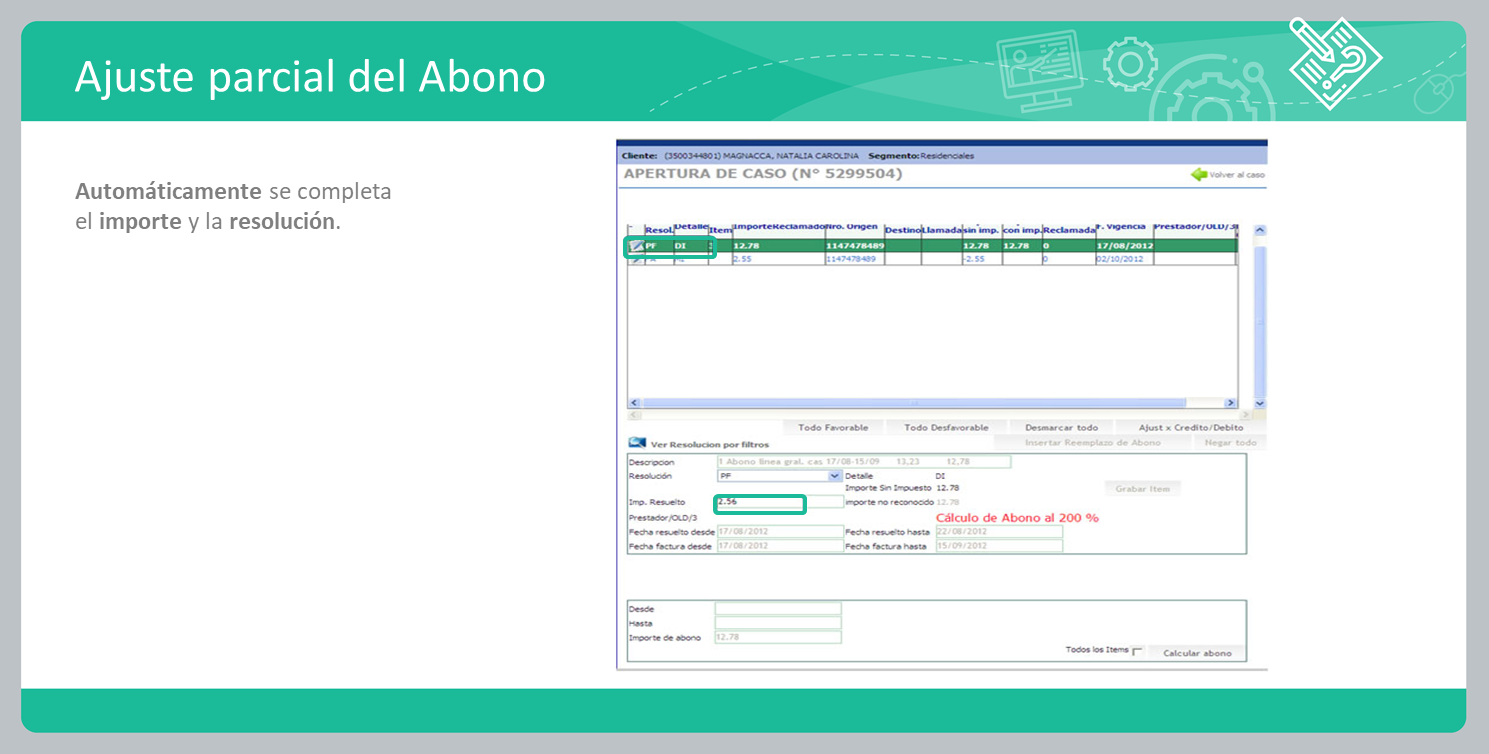 Ajuste parcial del Abono
Automáticamente se completa
el importe y la resolución.
Cliente: (3500344801) MAGNACCA, NATALIA CAROLINA Segmento:Residenciales
APERTURA DE CASO (N° 5299504)
Volver al caso
Resol. Detalle Item ImporteReclamado Nro. Origen Destino Llamada sin imp. con imp. Reclamada F. Vigencia Prestador/OLD/3
PF DI 12.78 1147478489 12.78 12.78 0 17/08/2012
2.55 1147478489 -2.55 0 02/10/2012
Todo Favorable Todo Desfavorable Desmarcar todo Ajust x Credito/Debito
Ver Resolucion por filtros Insertar Reemplazo de Abono Negar todo
Descripcion 1 Abono linea gral. cas 17/08-15/09 13,23 12,78
Resolución PF Detalle DI
Importe Sin Impuesto 12.78
Grabar Item
Imp. Resuelto 2.56 importe no reconocido 12.78
Prestador/OLD/3 Cálculo de Abono al 200 %
Fecha resuelto desde 17/08/2012 Fecha resuelto hasta 22/08/2012
Fecha factura desde 17/08/2012 Fecha factura hasta 15/09/2012
Desde
Hasta
Importe de abono 12,78
Todos los Items Calcular abono